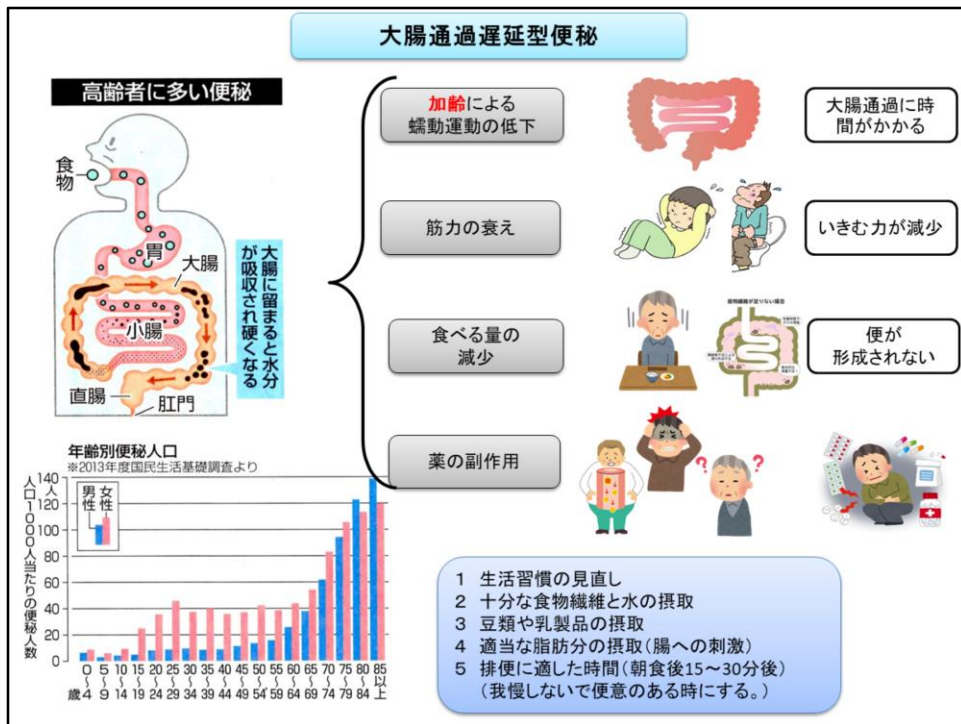 大腸通過遅延型便秘
高齢者に多い便秘
食物
胃
大腸
小腸
直腸
肛門
大腸に留まると水分
が吸収され硬くなる
加齢による
蠕動運動の低下
大腸通過に時
間がかかる
筋力の衰え
いきむ力が減少
食べる量の
減少
食物繊維が足りない場合
便が
形成されない
薬の副作用
?
?
年齢別便秘人口
※2013年度国民生活基礎調査より
人口1000人当たりの便秘人数
140
人
120
100
80
60
40
20
0
男性
女性
0~4
5~9
10~14
15~19
20~24
25~29
30~34
35~39
40~44
45~49
50~54
55~59
60~64
65~69
70~74
75~79
80~84
85以上
歳
1 生活習慣の見直し
2 十分な食物繊維と水の摂取
3 豆類や乳製品の摂取
4 適当な脂肪分の摂取(腸への刺激)
5 排便に適した時間(朝食後15~30分後)
(我慢しないで便意のある時にする。)